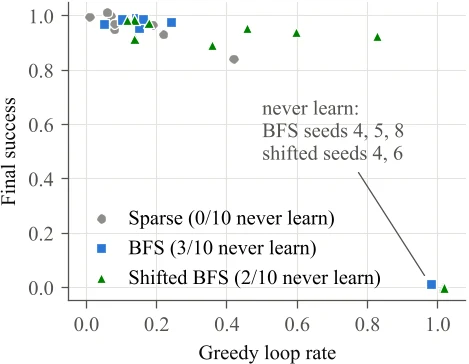 1.0
0.8
0.6
0.4
0.2
0.0
Final success
never learn:
BFS seeds 4, 5, 8
shifted seeds 4, 6
Sparse (0/10 never learn)
BFS (3/10 never learn)
Shifted BFS (2/10 never learn)
0.0 0.2 0.4 0.6 0.8 1.0
Greedy loop rate